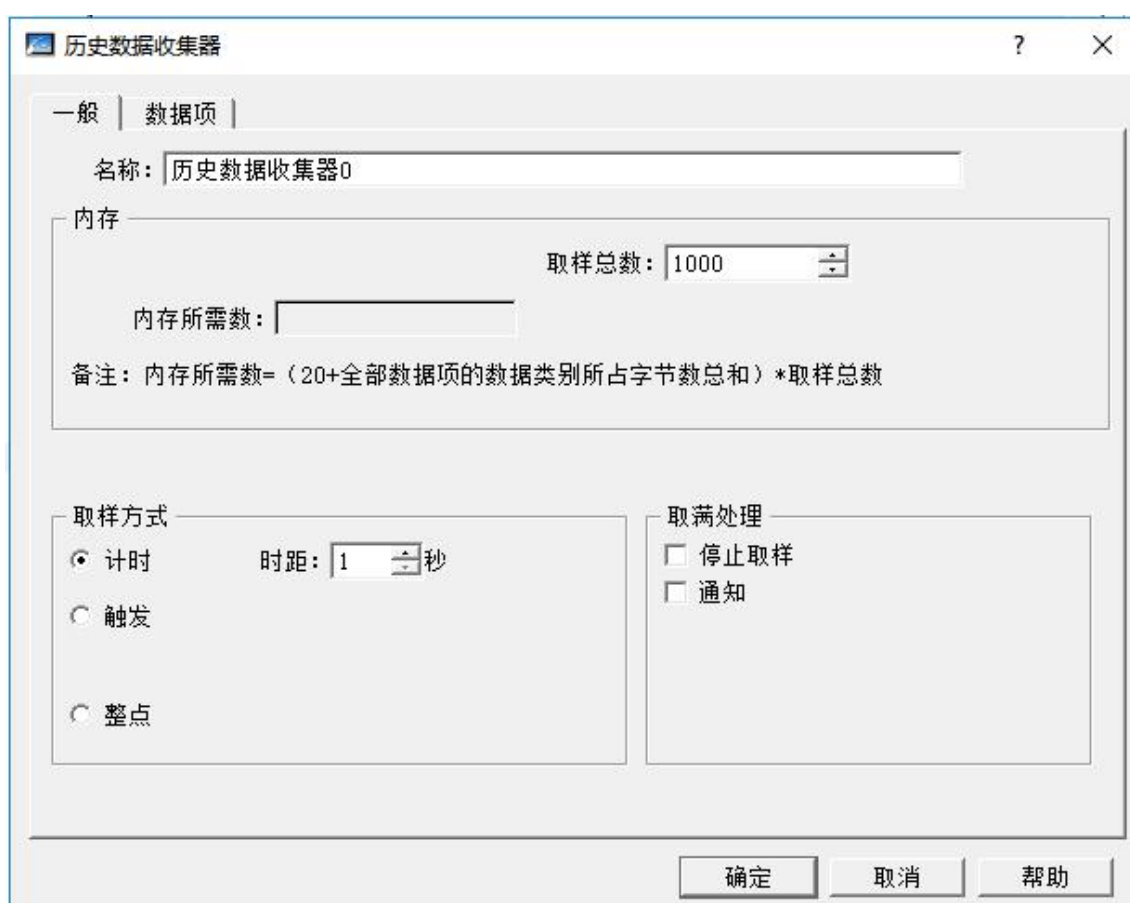 历史数据收集器
?
一般 数据项
名称: 历史数据收集器0
内存
取样总数: 1000
内存所需数:
备注: 内存所需数=（20+全部数据项的数据类别所占字节数总和）*取样总数
取样方式
计时 时距: 1 秒
触发
整点
取满处理
停止取样
通知
确定 取消 帮助